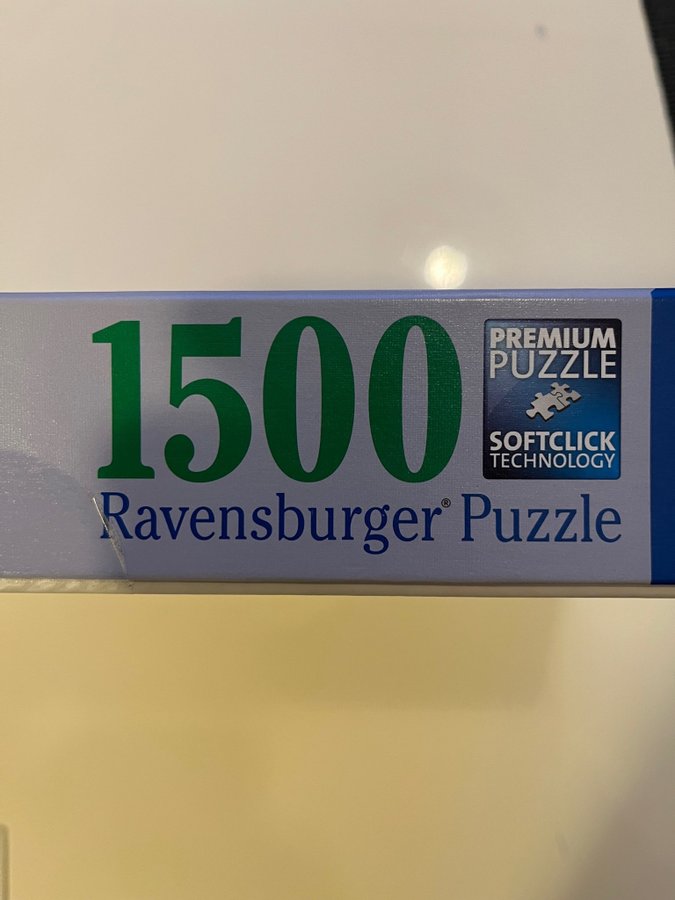 1500
PREMIUM
PUZZLE
SOFTCLICK
TECHNOLOGY
Ravensburger® Puzzle